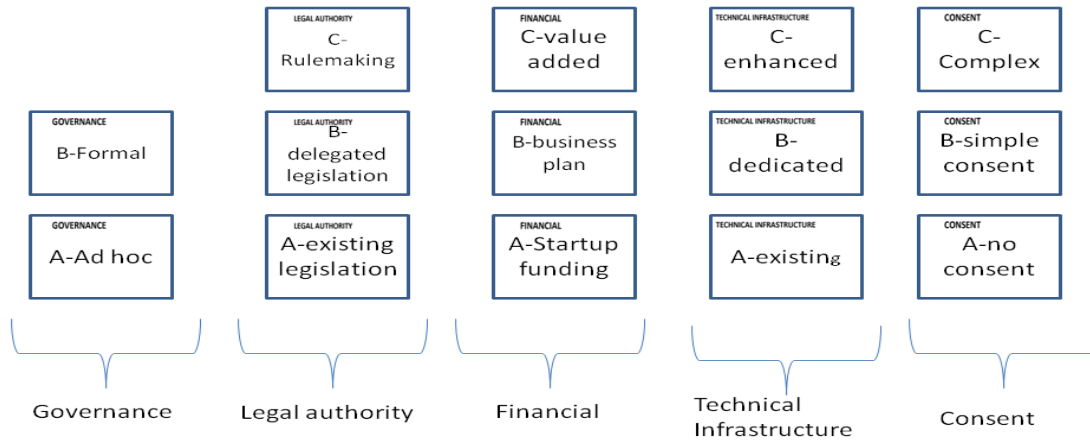 LEGAL AUTHORITY
C-
Rulemaking
FINANCIAL
C-value
added
TECHNICAL INFRASTRUCTURE
C-
enhanced
CONSENT
C-
Complex
GOVERNANCE
B-Formal
LEGAL AUTHORITY
B-
delegated
legislation
FINANCIAL
B-business
plan
TECHNICAL INFRASTRUCTURE
B-
dedicated
CONSENT
B-simple
consent
GOVERNANCE
A-Ad hoc
LEGAL AUTHORITY
A-existing
legislation
FINANCIAL
A-Startup
funding
TECHNICAL INFRASTRUCTURE
A-existing
CONSENT
A-no
consent
Governance
Legal authority
Financial
Technical
Infrastructure
Consent